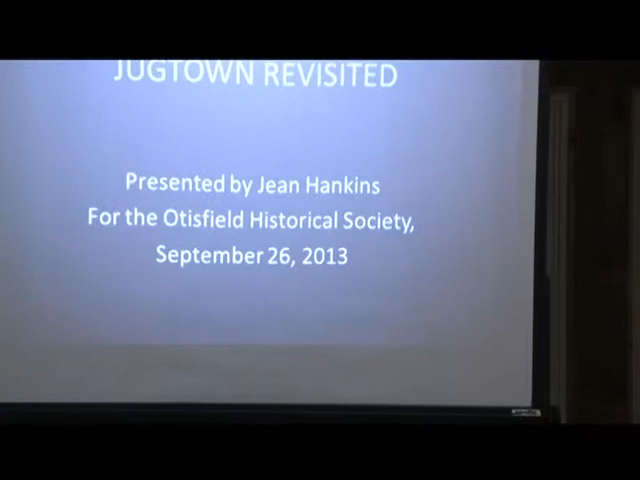 JUGTOWN REVISITED
Presented by Jean Hankins
For the Otisfield Historical Society,
September 26, 2013